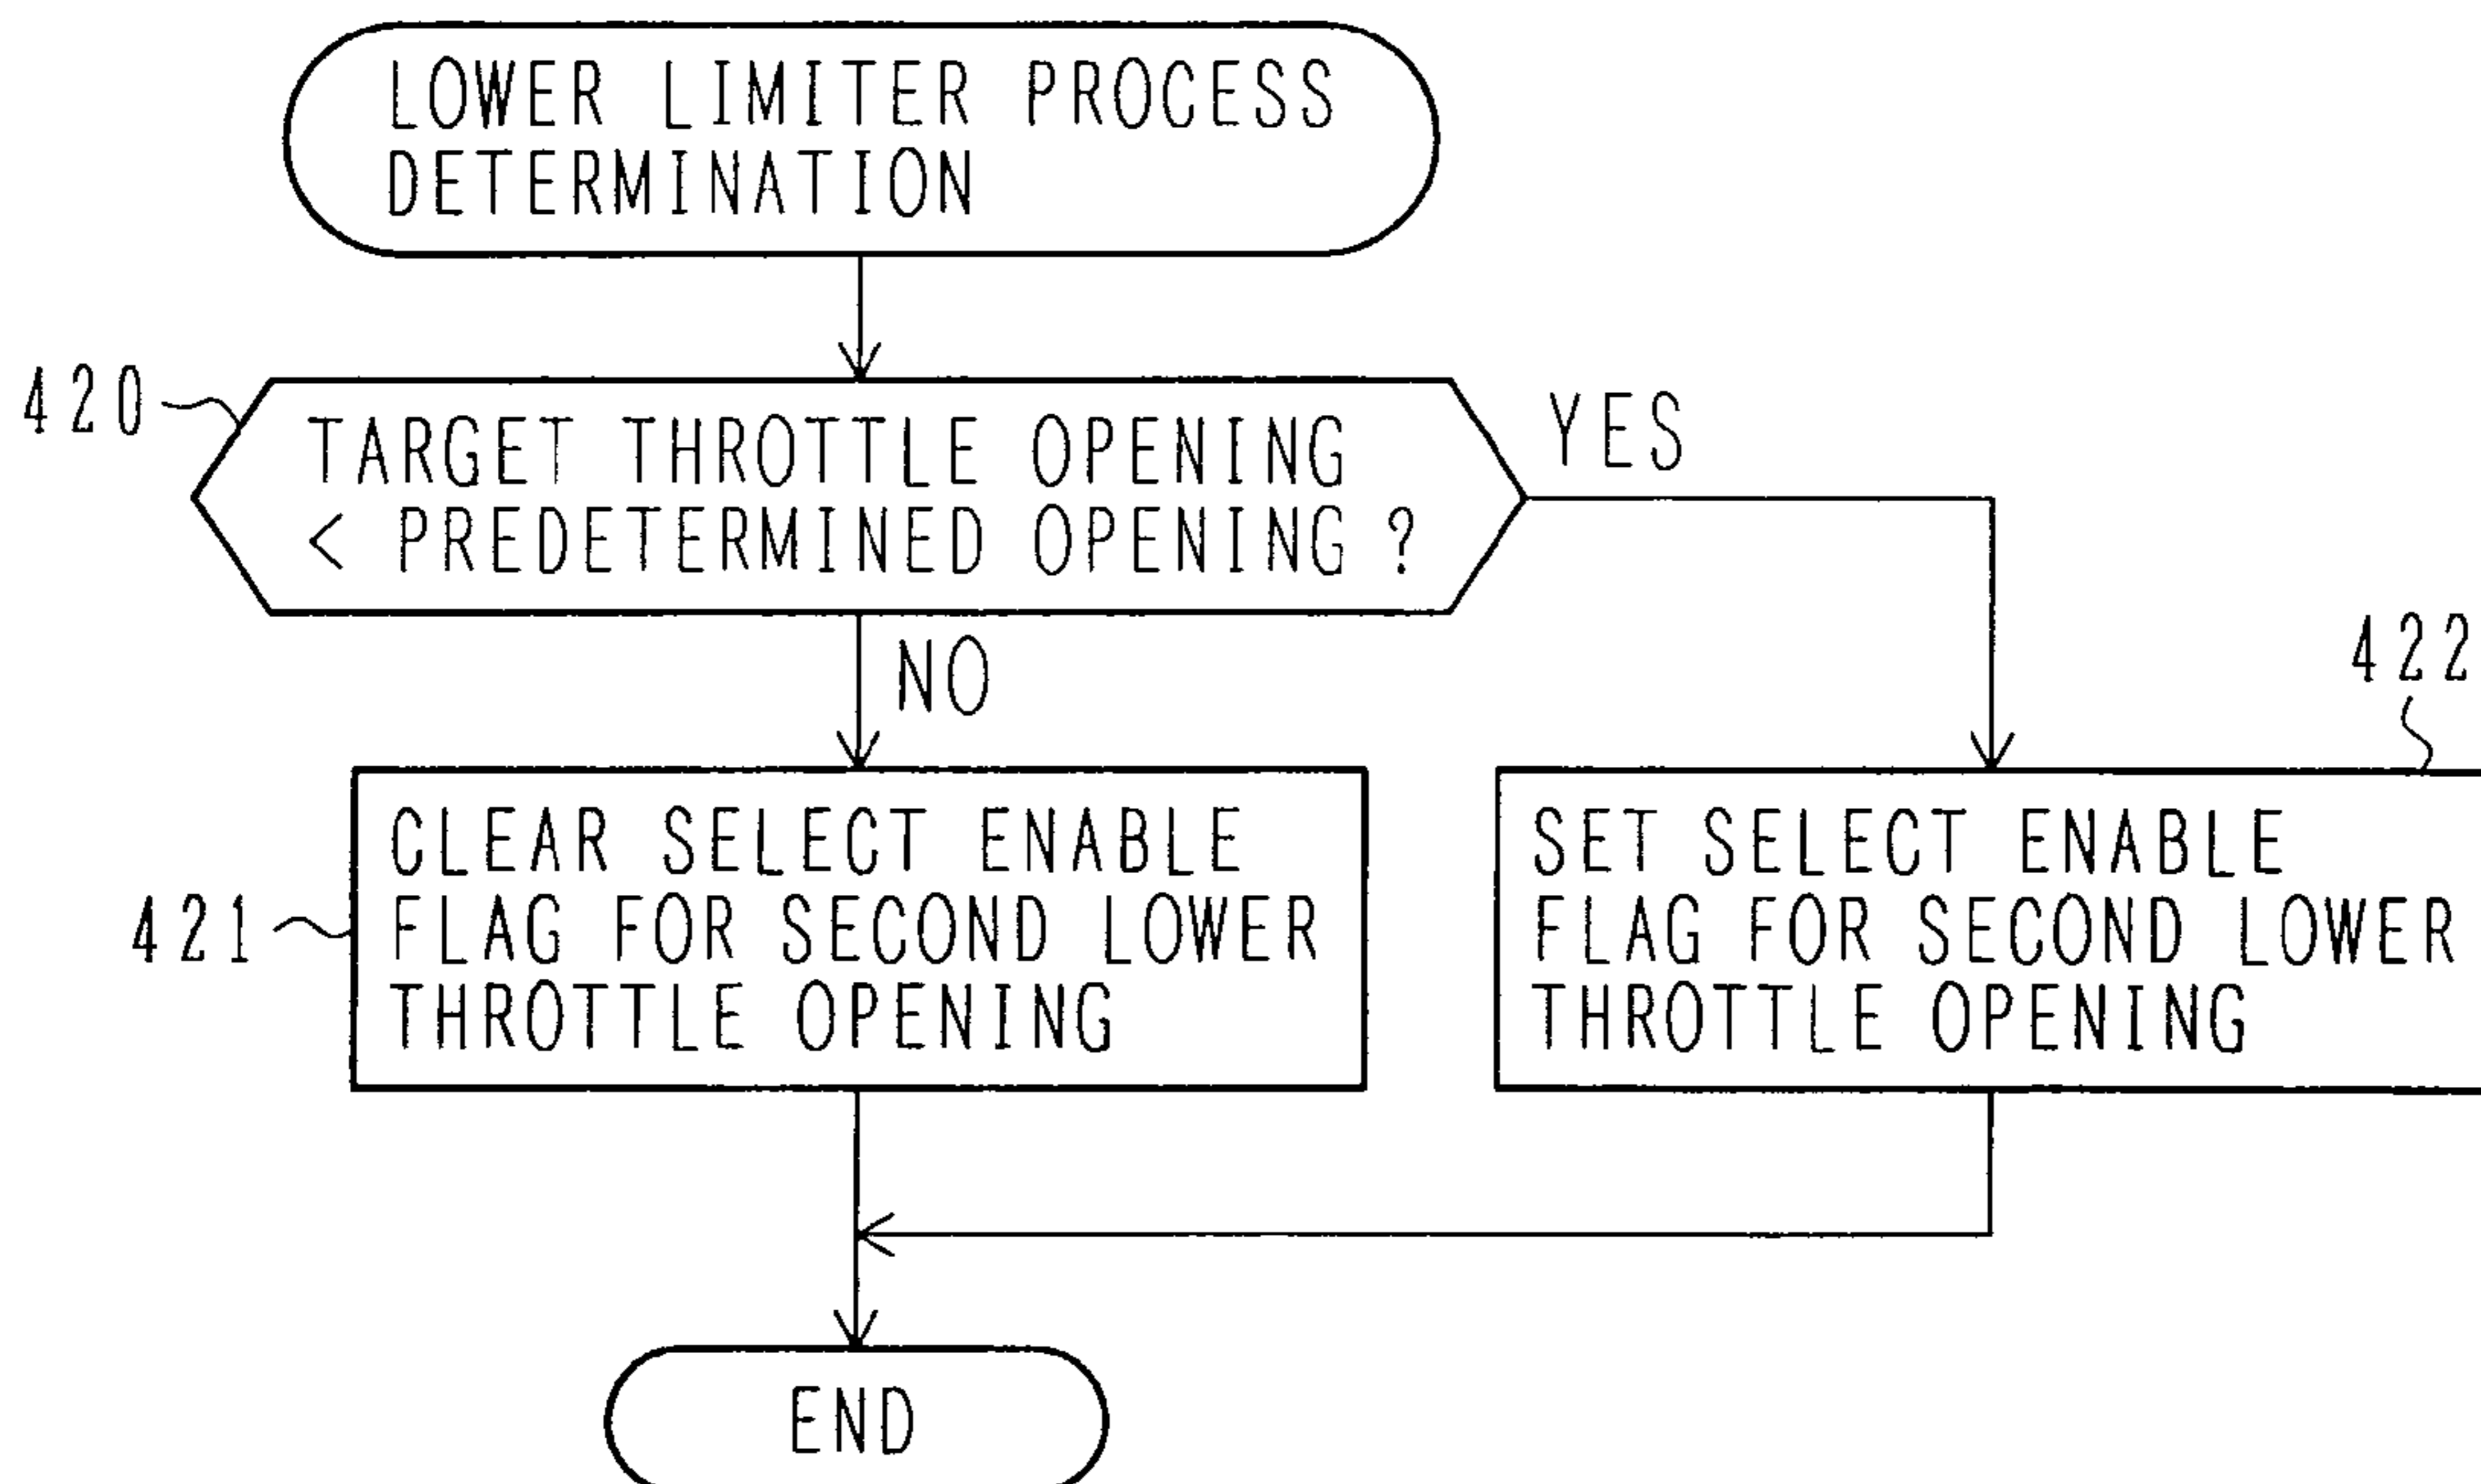 LOWER LIMITER PROCESS
DETERMINATION
420
TARGET THROTTLE OPENING
< PREDETERMINED OPENING ?
YES
NO
422
421
CLEAR SELECT ENABLE
FLAG FOR SECOND LOWER
THROTTLE OPENING
SET SELECT ENABLE
FLAG FOR SECOND LOWER
THROTTLE OPENING
END